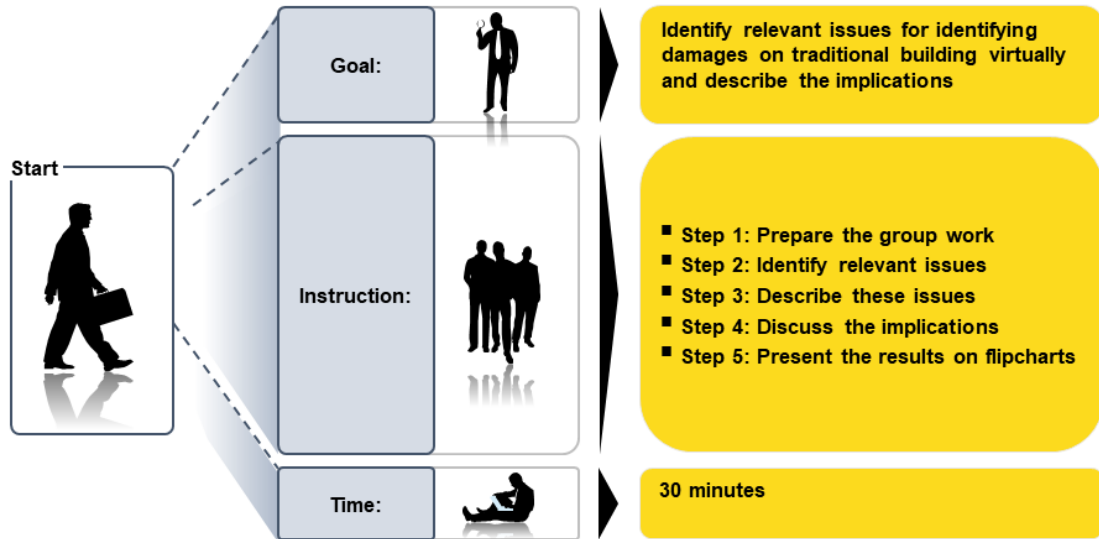 Start
Goal:
Identify relevant issues for identifying
damages on traditional building virtually
and describe the implications
Instruction:
▪ Step 1: Prepare the group work
▪ Step 2: Identify relevant issues
▪ Step 3: Describe these issues
▪ Step 4: Discuss the implications
▪ Step 5: Present the results on flipcharts
Time:
30 minutes